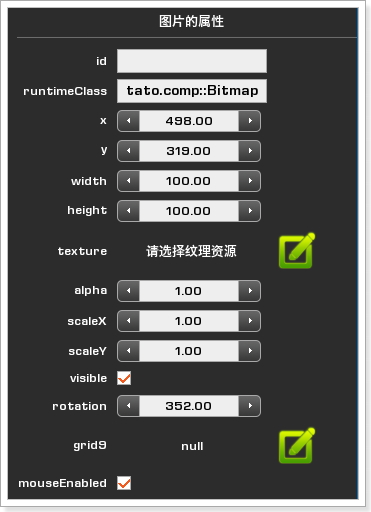 图片的属性
id
runtimeClass tato.comp::Bitmap
x 498.00
y 319.00
width 100.00
height 100.00
texture 请选择纹理资源
alpha 1.00
scaleX 1.00
scaleY 1.00
visible
rotation 352.00
grid9 null
mouseEnabled